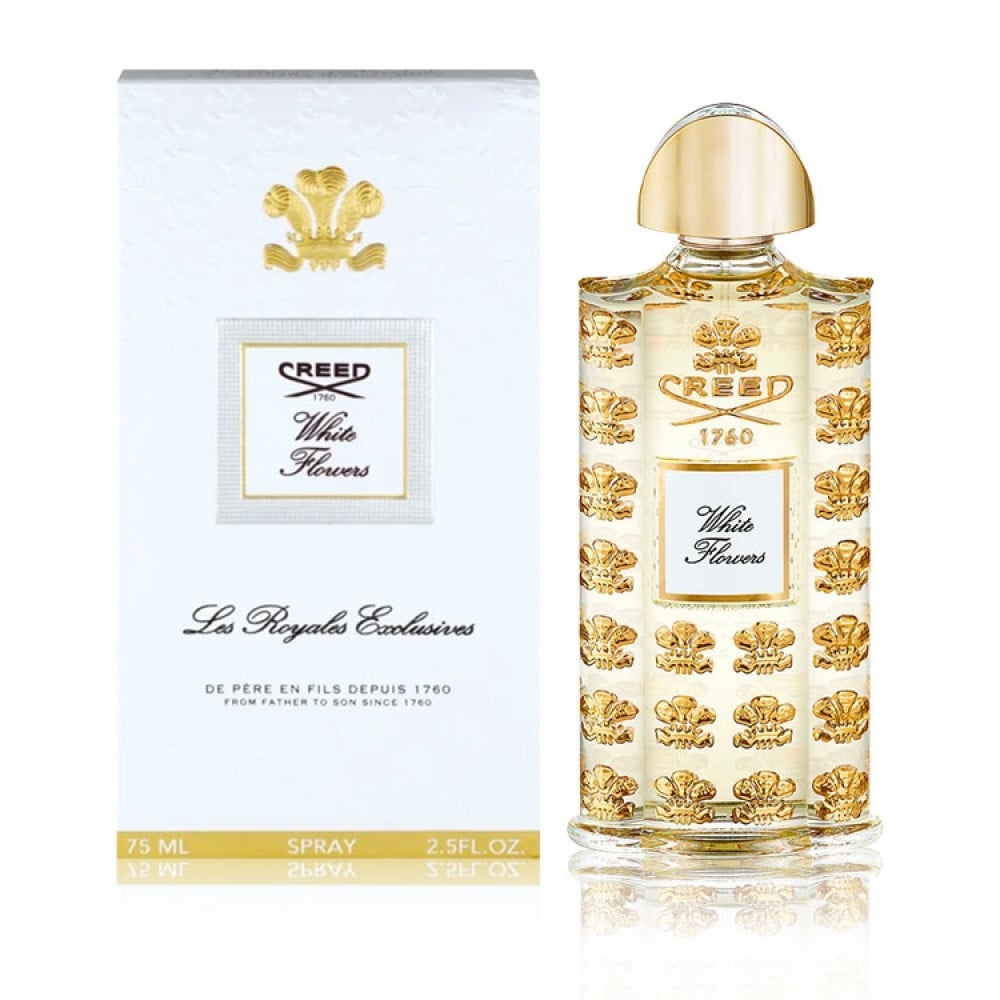 CREED
1760
White
Flowers
Les Royales Exclusives
DE PÈRE EN FILS DEPUIS 1760
FROM FATHER TO SON SINCE 1760
75 ML SPRAY 2.5FL.OZ.
CREED
1760
White
Flowers